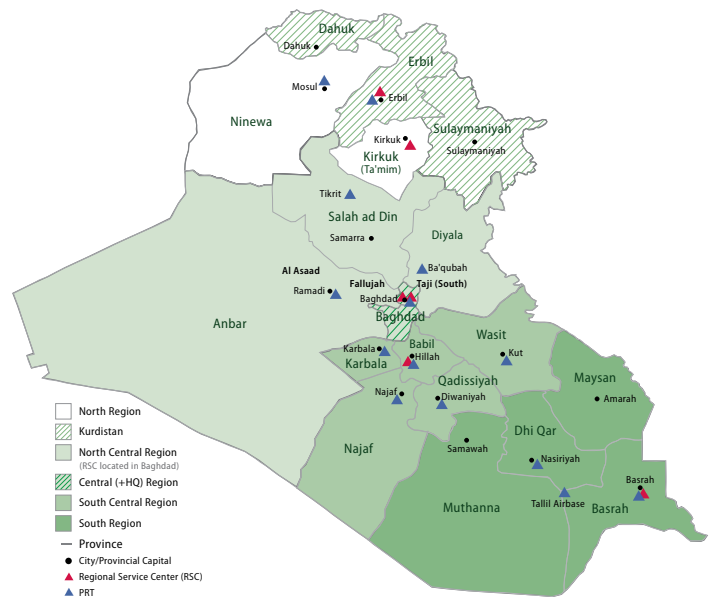 Dahuk
Dahuk
Erbil
Mosul
Erbil
Ninewa
Sulaymaniyah
Kirkuk
Sulaymaniyah
Kirkuk
(Ta'mim)
Tikrit
Salah ad Din
Samarra
Diyala
Ba'qubah
Al Asaad
Fallujah
Taji (South)
Ramadi
Baghdad
Baghdad
Anbar
Wasit
Karbala
Babil
Kut
Hillah
Karbala
Maysan
Qadissiyah
Najaf
Diwaniyah
Amarah
Dhi Qar
Najaf
Samawah
Nasiriyah
Basrah
Tallil Airbase
Muthanna
Basrah
North Region
Kurdistan
North Central Region
(RSC located in Baghdad)
Central (+HQ) Region
South Central Region
South Region
Province
City/Provincial Capital
Regional Service Center (RSC)
PRT